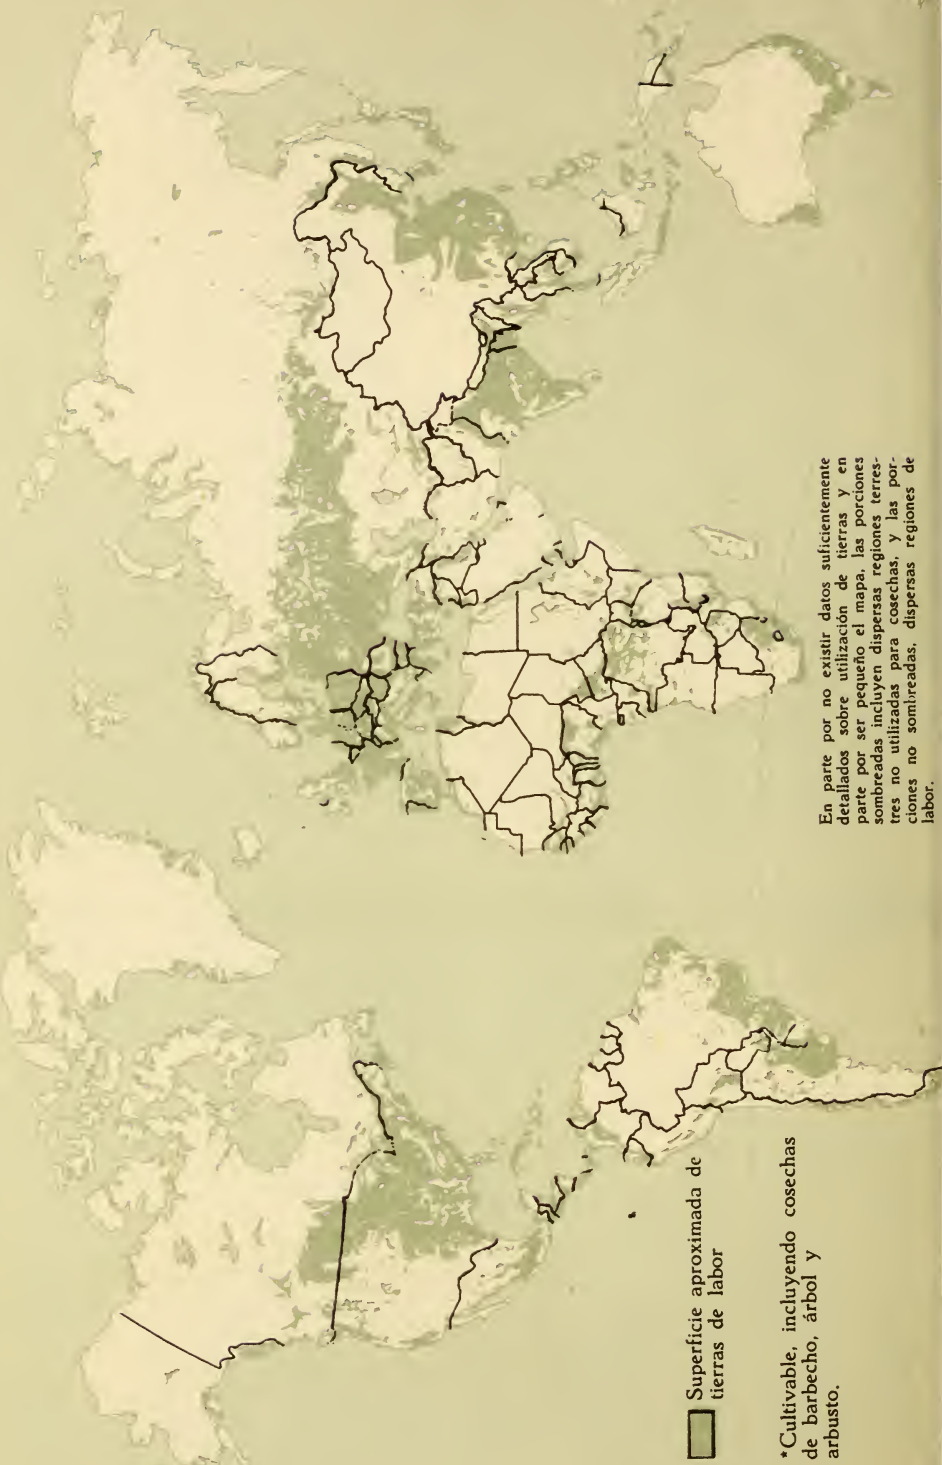 En parte por no existir datos suficientemente
detallados sobre utilización de tierras y en
parte por ser pequeño el mapa, las porciones
sombreadas incluyen dispersas regiones terres-
tres no utilizadas para cosechas, y las por-
ciones no sombreadas, dispersas regiones de
labor.
Superficie aproximada de
tierras de labor
*Cultivable, incluyendo cosechas
de barbecho, árbol y
arbusto.